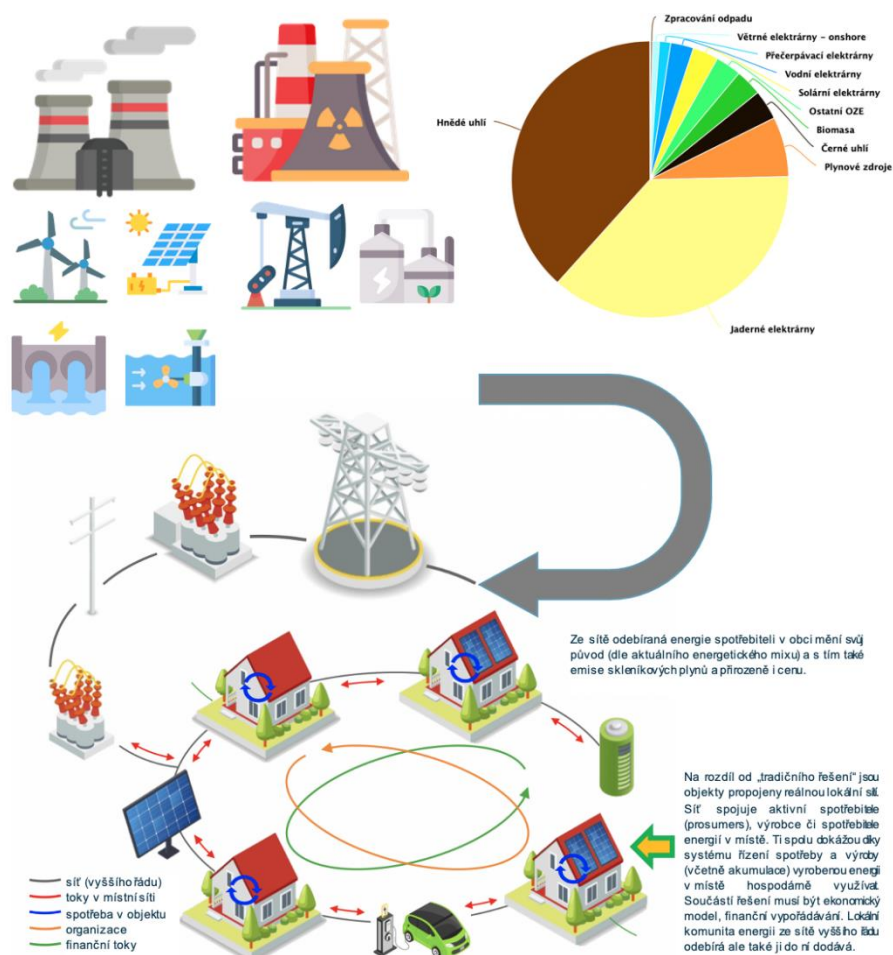 Zpracování odpadu
Větrné elektrárny - onshore
Přečerpávací elektrárny
Vodní elektrárny
Solární elektrárny
Ostatní OZE
Biomasa
Černé uhlí
Plynové zdroje
Hnědé uhlí
Jaderné elektrárny
Ze sítě odebíraná energie spotřebiteli v obci mění svůj
původ (dle aktuálního energetického mixu) a s tím také
emise skleníkových plynů a přirozeně i cenu.
Na rozdíl od „tradičního řešení“ jsou
objekty propojeny reálnou lokální sítí.
Síť spojuje aktivní spotřebitele
(prosumers), výrobce či spotřebitele
energií v místě. Ti spolu dokážou díky
systému řízení spotřeby a výroby
(včetně akumulace) vyrobenou energii
v místě hospodárně využívat.
Součástí řešení musí být ekonomický
model, finanční vypořádávání. Lokální
komunita energii ze sítě vyššího řádu
odebírá ale také ji do ní dodává.
síť (vyššího řádu)
toky v místní síti
spotřeba v objektu
organizace
finanční toky